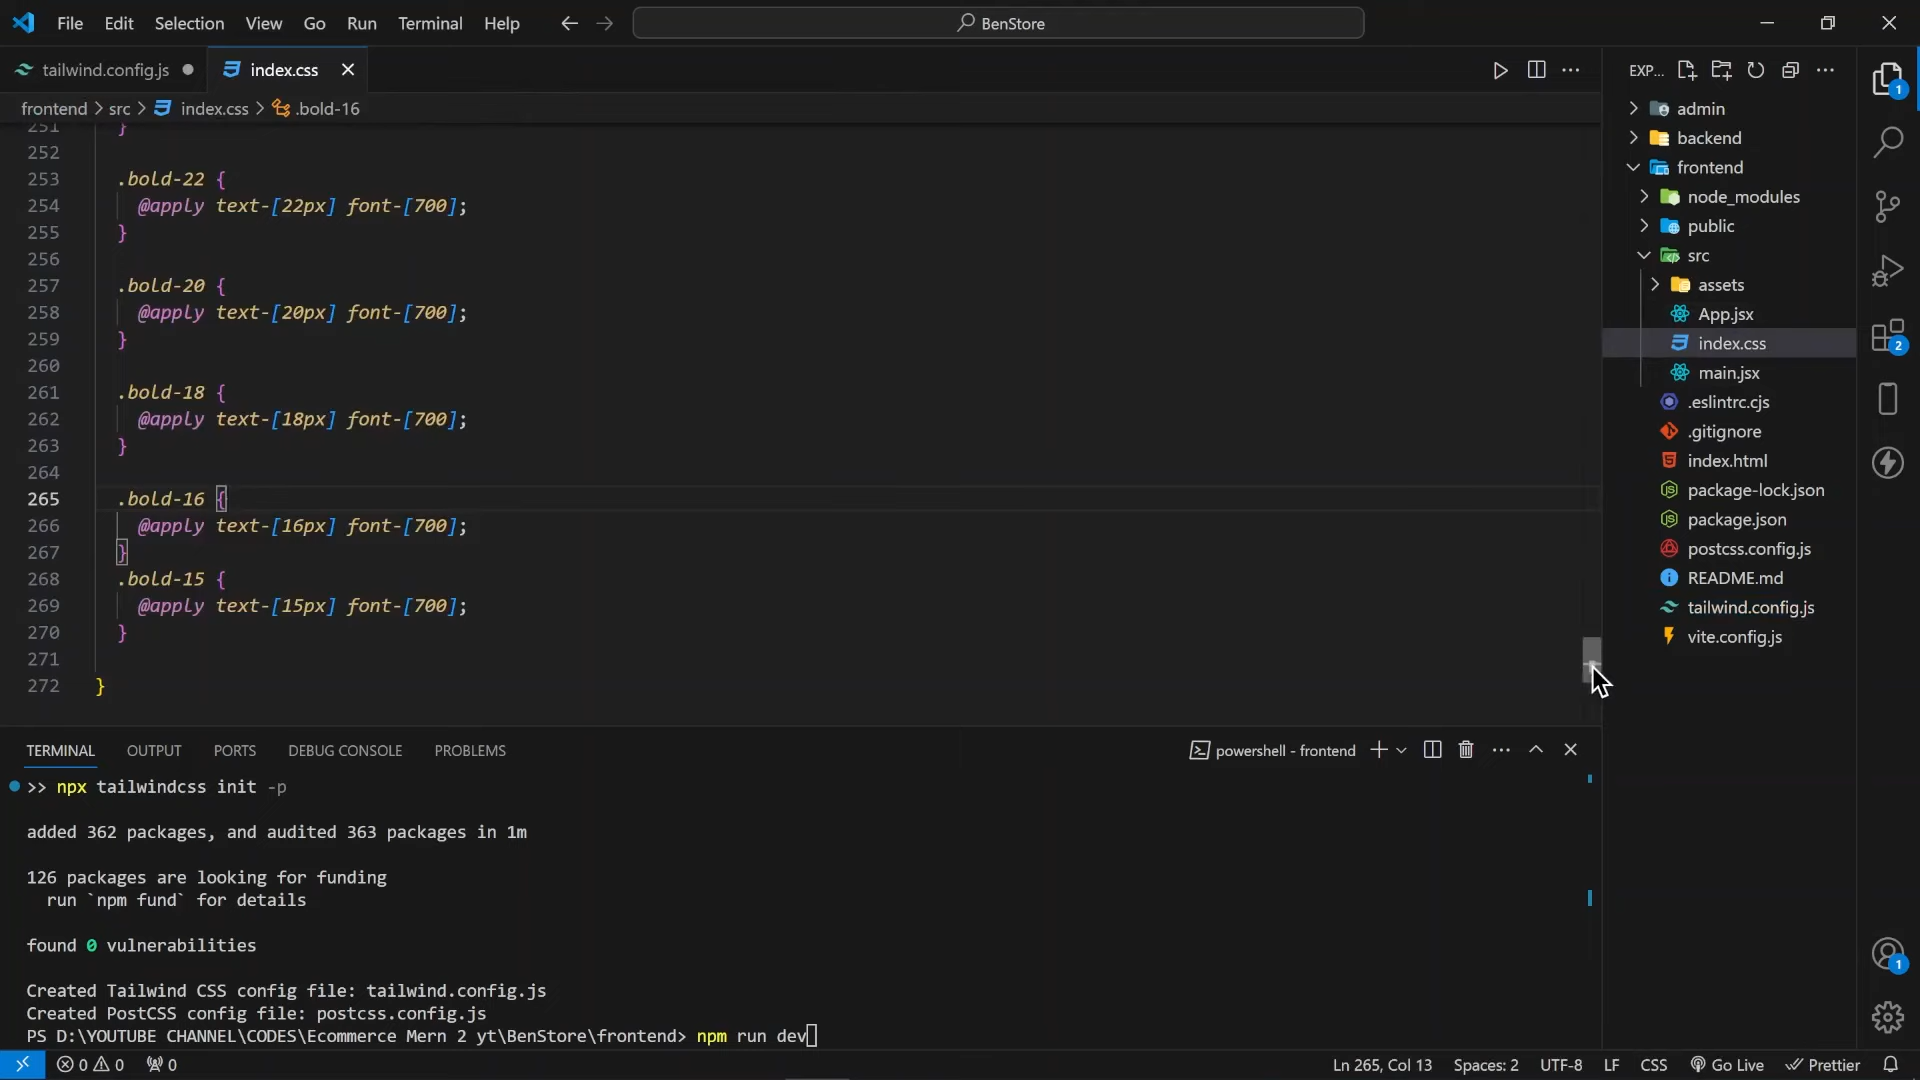 File Edit Selection View Go Run Terminal Help BenStore
tailwind.config.js index.css
frontend > src > index.css > .bold-16
251 }
252
253 .bold-22 {
254 @apply text-[22px] font-[700];
255 }
256
257 .bold-20 {
258 @apply text-[20px] font-[700];
259 }
260
261 .bold-18 {
262 @apply text-[18px] font-[700];
263 }
264
265 .bold-16 {
266 @apply text-[16px] font-[700];
267 }
268 .bold-15 {
269 @apply text-[15px] font-[700];
270 }
271
272 }
EXP...
admin
backend
frontend
node_modules
public
src
assets
App.jsx
index.css
main.jsx
.eslintrc.cjs
.gitignore
index.html
package-lock.json
package.json
postcss.config.js
README.md
tailwind.config.js
vite.config.js
1
2
1
TERMINAL OUTPUT PORTS DEBUG CONSOLE PROBLEMS powershell - frontend
>> npx tailwindcss init -p
added 362 packages, and audited 363 packages in 1m
126 packages are looking for funding
run `npm fund` for details
found 0 vulnerabilities
Created Tailwind CSS config file: tailwind.config.js
Created PostCSS config file: postcss.config.js
PS D:\YOUTUBE CHANNEL\CODES\Ecommerce Mern 2 yt\BenStore\frontend> npm run dev
0 0 0 Ln 265, Col 13 Spaces: 2 UTF-8 LF CSS Go Live Prettier